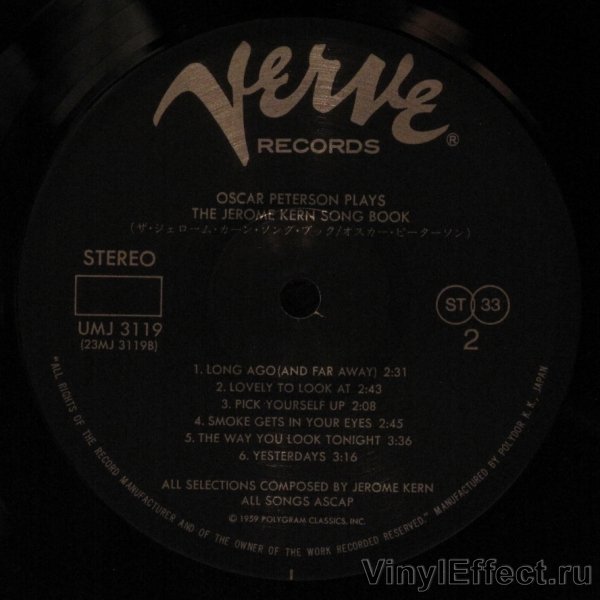 Verve
RECORDS
®
OSCAR PETERSON PLAYS
THE JEROME KERN SONG BOOK
(ザ・ジェローム・カーン・ソング・ブック/オスカー・ピーターソン)
STEREO
UMJ 3119
(23MJ 3119B)
ST 33
2
1. LONG AGO(AND FAR AWAY) 2:31
2. LOVELY TO LOOK AT 2:43
3. PICK YOURSELF UP 2:08
4. SMOKE GETS IN YOUR EYES 2:45
5. THE WAY YOU LOOK TONIGHT 3:36
6. YESTERDAYS 3:16
ALL SELECTIONS COMPOSED BY JEROME KERN
ALL SONGS ASCAP
© 1959 POLYGRAM CLASSICS, INC.
"ALL RIGHTS OF THE RECORD MANUFACTURER AND OF THE OWNER OF THE WORK RECORDED RESERVED." MANUFACTURED BY POLYDOR K.K., JAPAN
VinylEffect.ru